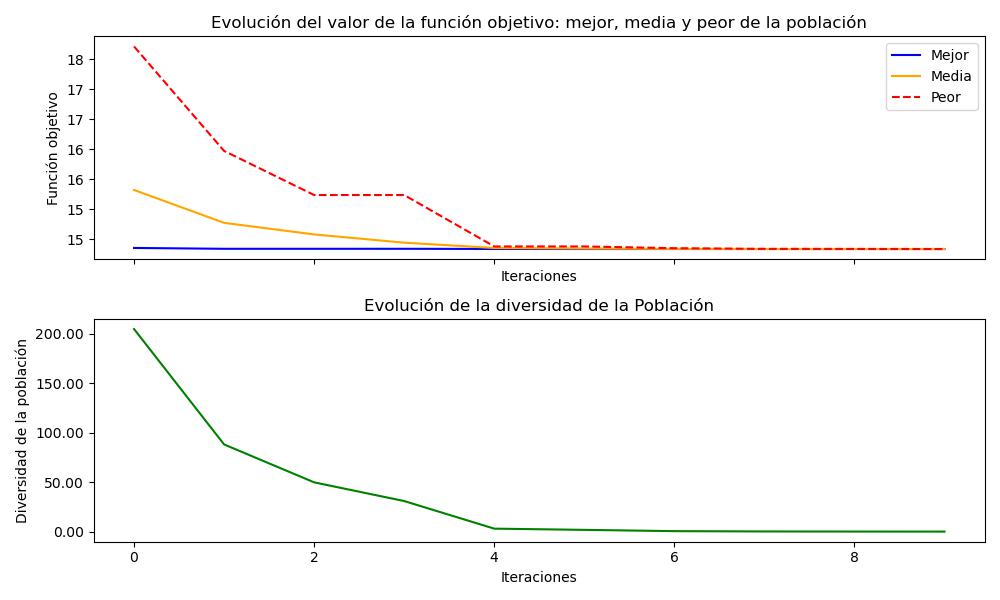 Evolución del valor de la función objetivo: mejor, media y peor de la población
Función objetivo
18
17
17
16
16
15
15
Mejor
Media
Peor
Iteraciones
Evolución de la diversidad de la Población
Diversidad de la población
200.00
150.00
100.00
50.00
0.00
0 2 4 6 8
Iteraciones